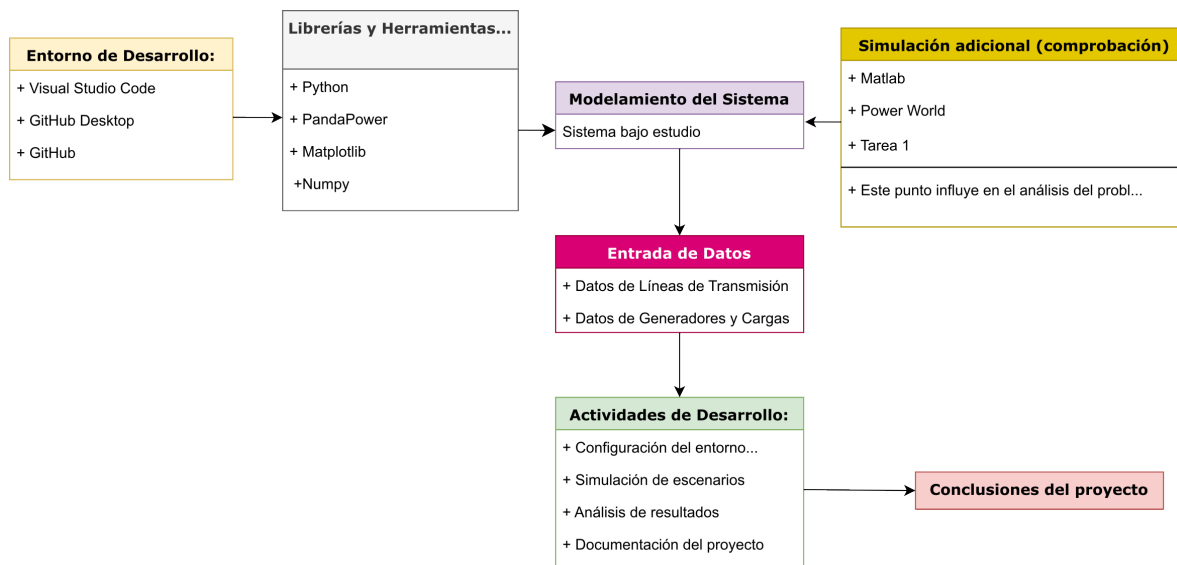 Entorno de Desarrollo:
+ Visual Studio Code
+ GitHub Desktop
+ GitHub
Librerías y Herramientas...
+ Python
+ PandaPower
+ Matplotlib
+Numpy
Modelamiento del Sistema
Sistema bajo estudio
Simulación adicional (comprobación)
+ Matlab
+ Power World
+ Tarea 1
+ Este punto influye en el análisis del probl...
Entrada de Datos
+ Datos de Líneas de Transmisión
+ Datos de Generadores y Cargas
Actividades de Desarrollo:
+ Configuración del entorno...
+ Simulación de escenarios
+ Análisis de resultados
+ Documentación del proyecto
Conclusiones del proyecto